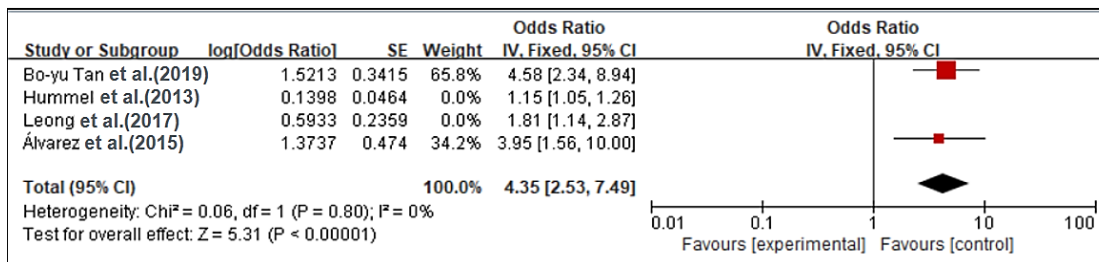 Odds Ratio Odds Ratio
Study or Subgroup log[Odds Ratio] SE Weight IV, Fixed, 95% CI IV, Fixed, 95% CI
Bo-yu Tan et al.(2019) 1.5213 0.3415 65.8% 4.58 [2.34, 8.94]
Hummel et al.(2013) 0.1398 0.0464 0.0% 1.15 [1.05, 1.26]
Leong et al.(2017) 0.5933 0.2359 0.0% 1.81 [1.14, 2.87]
Álvarez et al.(2015) 1.3737 0.474 34.2% 3.95 [1.56, 10.00]
Total (95% CI) 100.0% 4.35 [2.53, 7.49]
Heterogeneity: Chi² = 0.06, df = 1 (P = 0.80); I² = 0%
Test for overall effect: Z = 5.31 (P < 0.00001)
0.01 0.1 1 10 100
Favours [experimental] Favours [control]